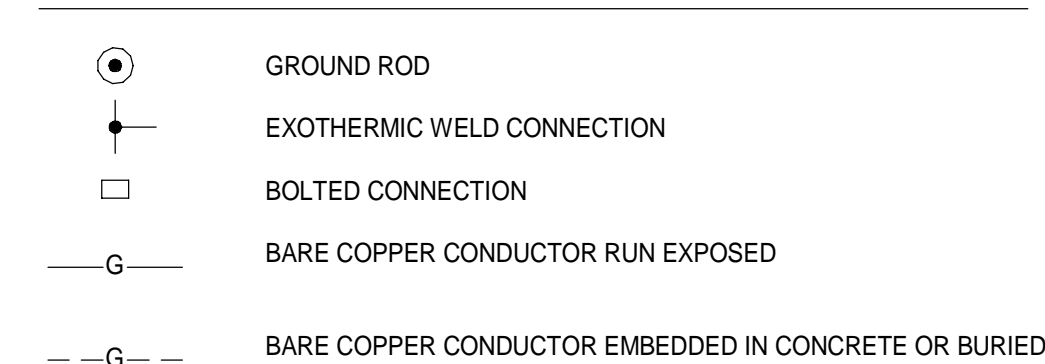 GROUND ROD
EXOTHERMIC WELD CONNECTION
BOLTED CONNECTION
G BARE COPPER CONDUCTOR RUN EXPOSED
G BARE COPPER CONDUCTOR EMBEDDED IN CONCRETE OR BURIED